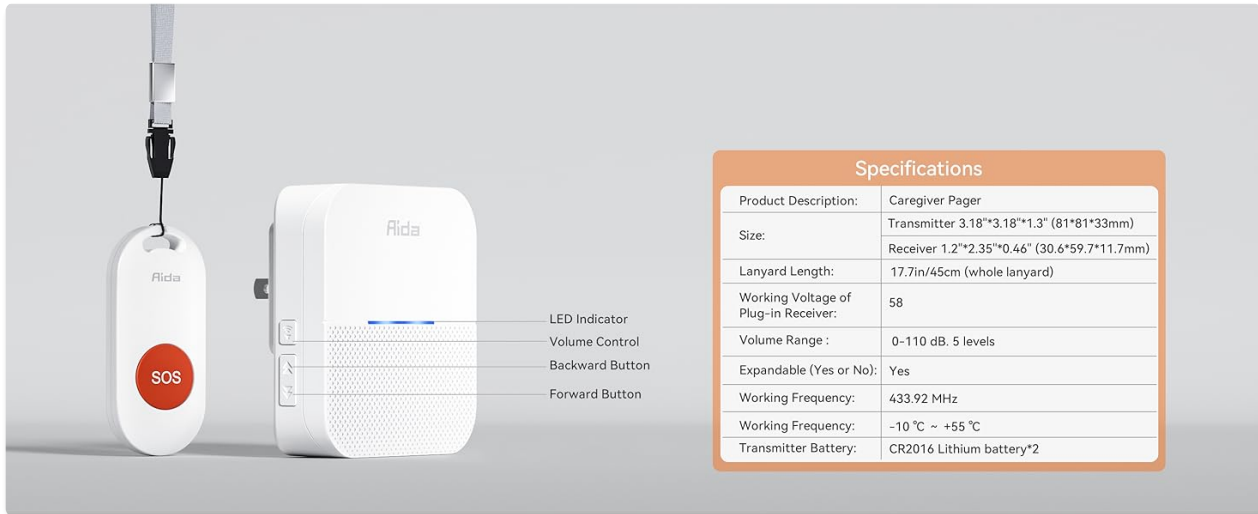 Aida
SOS
Aida
LED Indicator
Volume Control
Backward Button
Forward Button
Specifications
Product Description: Caregiver Pager
Size: Transmitter 3.18"*3.18"*1.3" (81*81*33mm)
Receiver 1.2"*2.35"*0.46" (30.6*59.7*11.7mm)
Lanyard Length: 17.7in/45cm (whole lanyard)
Working Voltage of
Plug-in Receiver: 58
Volume Range : 0-110 dB. 5 levels
Expandable (Yes or No): Yes
Working Frequency: 433.92 MHz
Working Frequency: -10 ℃ ~ +55 ℃
Transmitter Battery: CR2016 Lithium battery*2